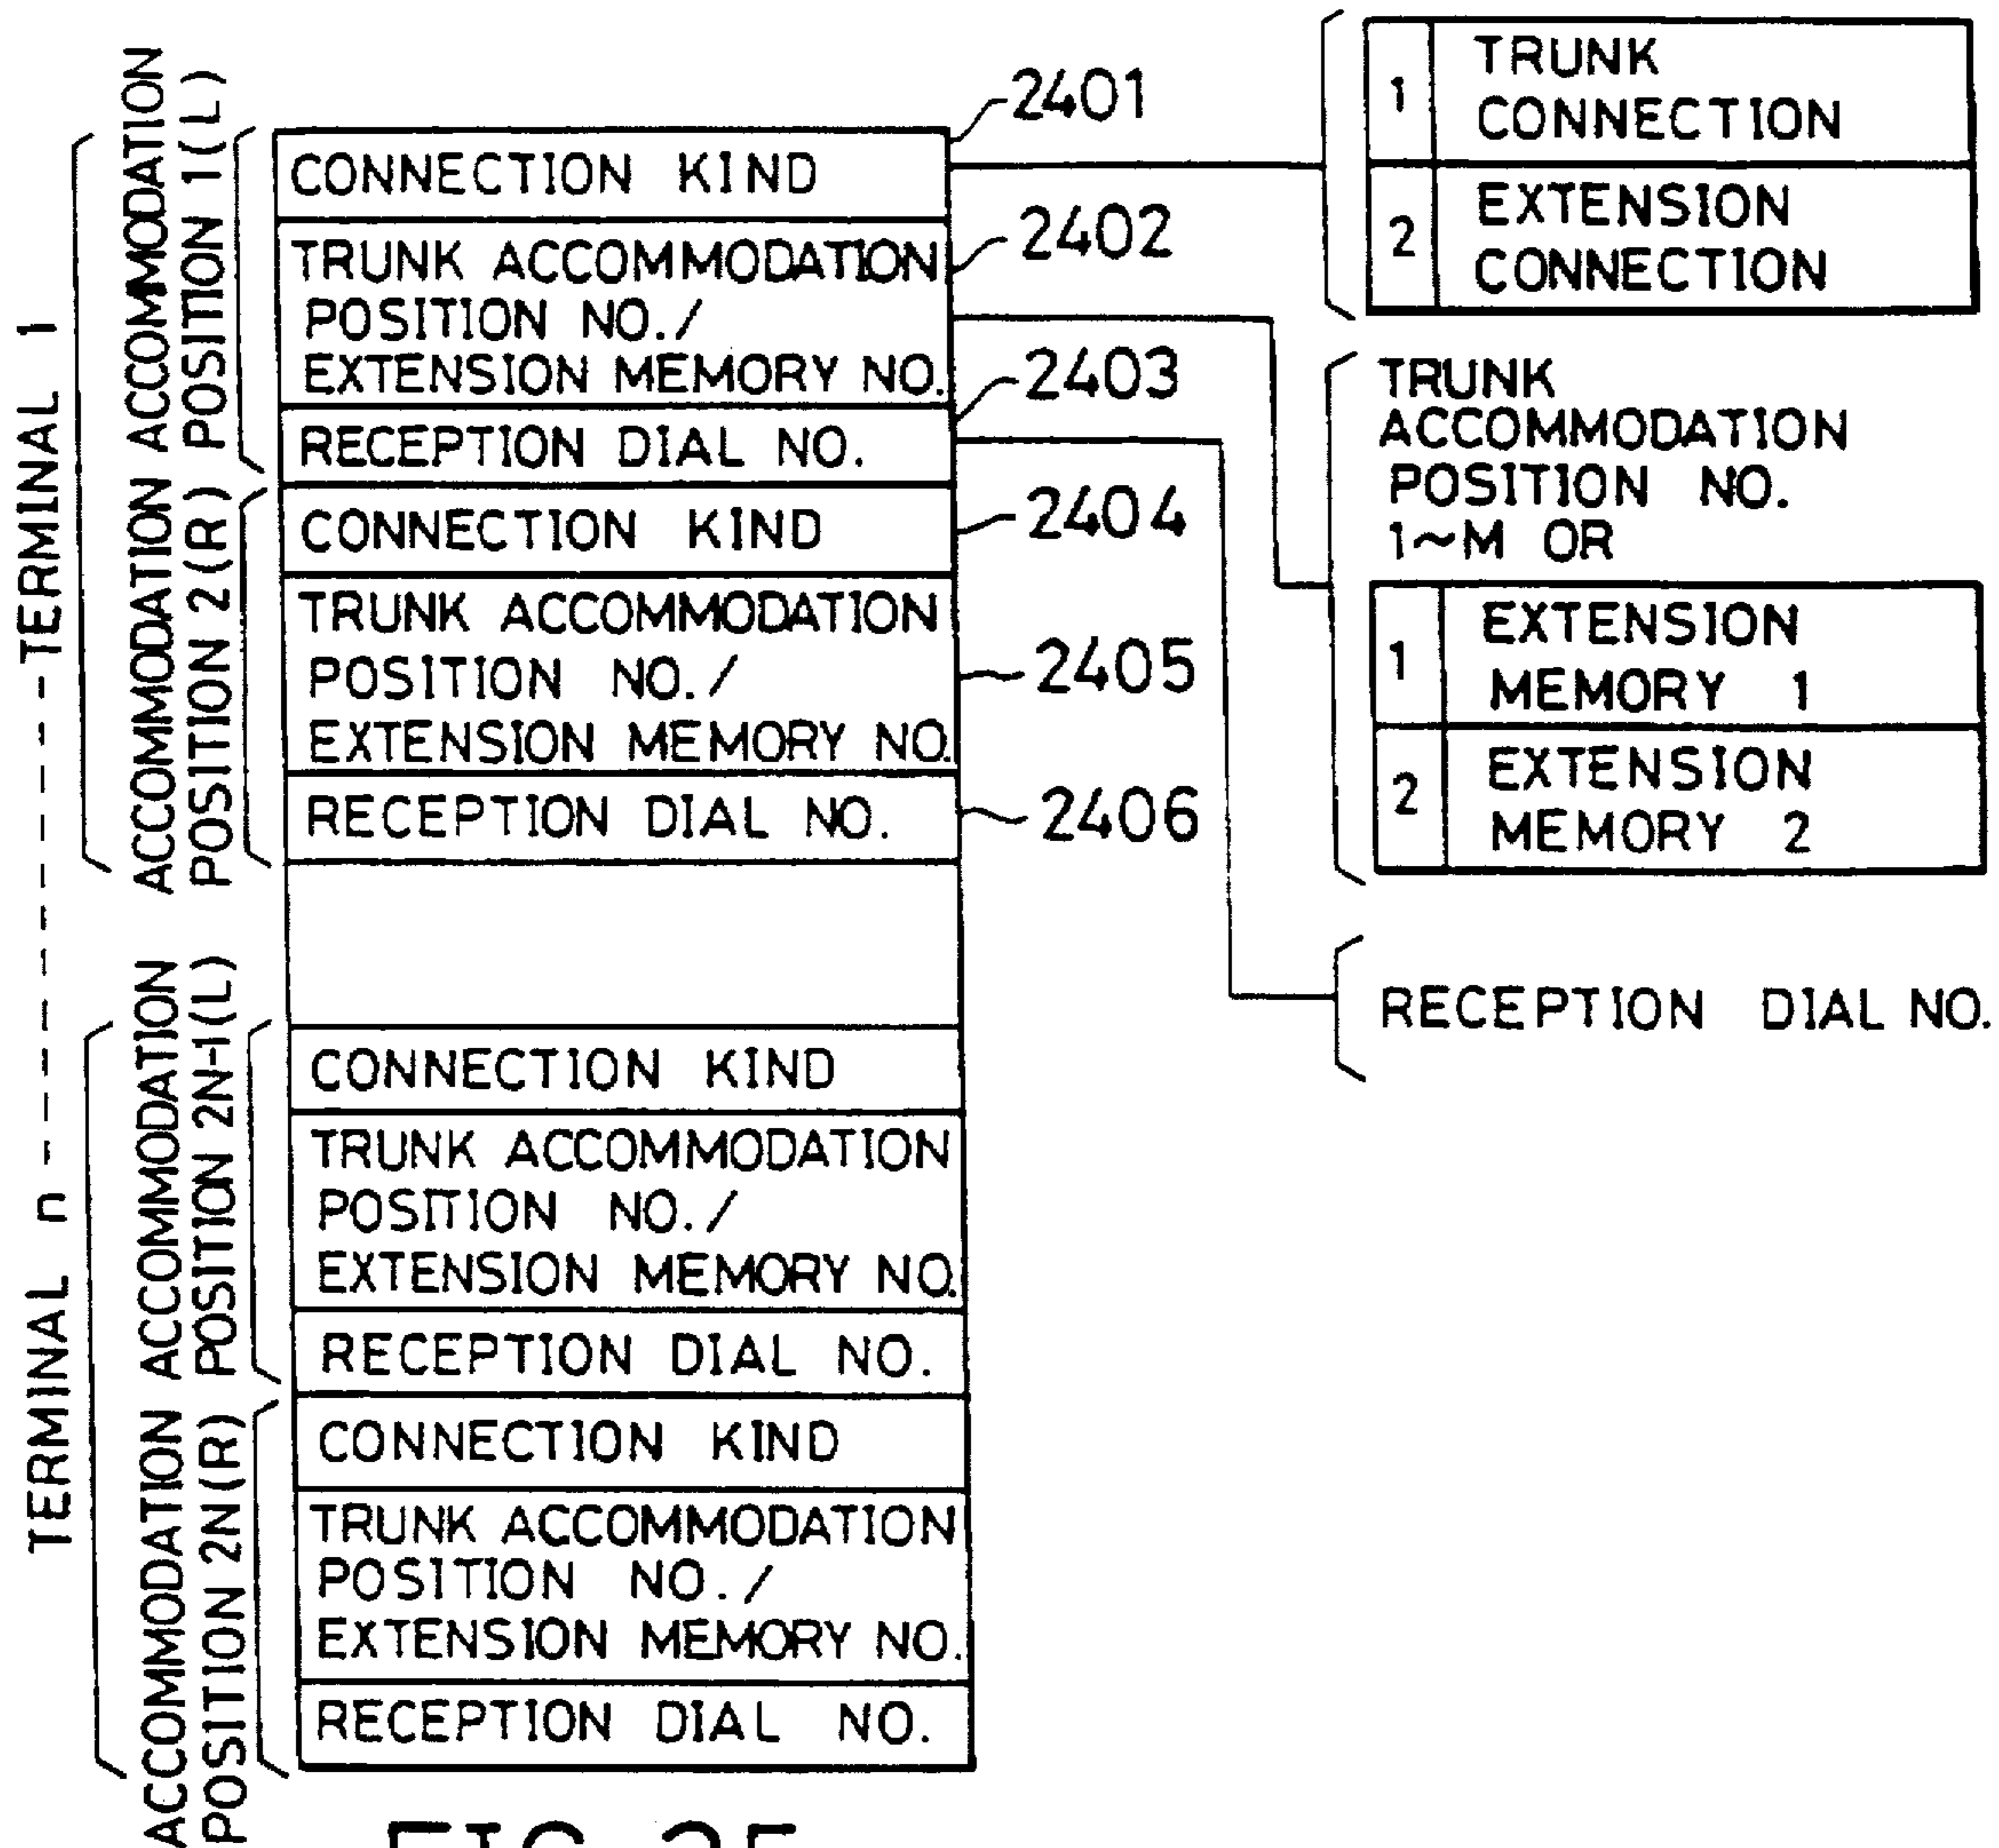 TERMINAL 1
ACCOMMODATION
POSITION 1(L)
CONNECTION KIND
2401
TRUNK ACCOMMODATION
POSITION NO./
EXTENSION MEMORY NO.
2402
RECEPTION DIAL NO.
2403
ACCOMMODATION
POSITION 2(R)
CONNECTION KIND
2404
TRUNK ACCOMMODATION
POSITION NO./
EXTENSION MEMORY NO.
2405
RECEPTION DIAL NO.
2406
TERMINAL n
ACCOMMODATION
POSITION 2N-1(L)
CONNECTION KIND
TRUNK ACCOMMODATION
POSITION NO./
EXTENSION MEMORY NO.
RECEPTION DIAL NO.
ACCOMMODATION
POSITION 2N(R)
CONNECTION KIND
TRUNK ACCOMMODATION
POSITION NO./
EXTENSION MEMORY NO.
RECEPTION DIAL NO.
1 TRUNK
CONNECTION
2 EXTENSION
CONNECTION
TRUNK
ACCOMMODATION
POSITION NO.
1~M OR
1 EXTENSION
MEMORY 1
2 EXTENSION
MEMORY 2
RECEPTION DIAL NO.